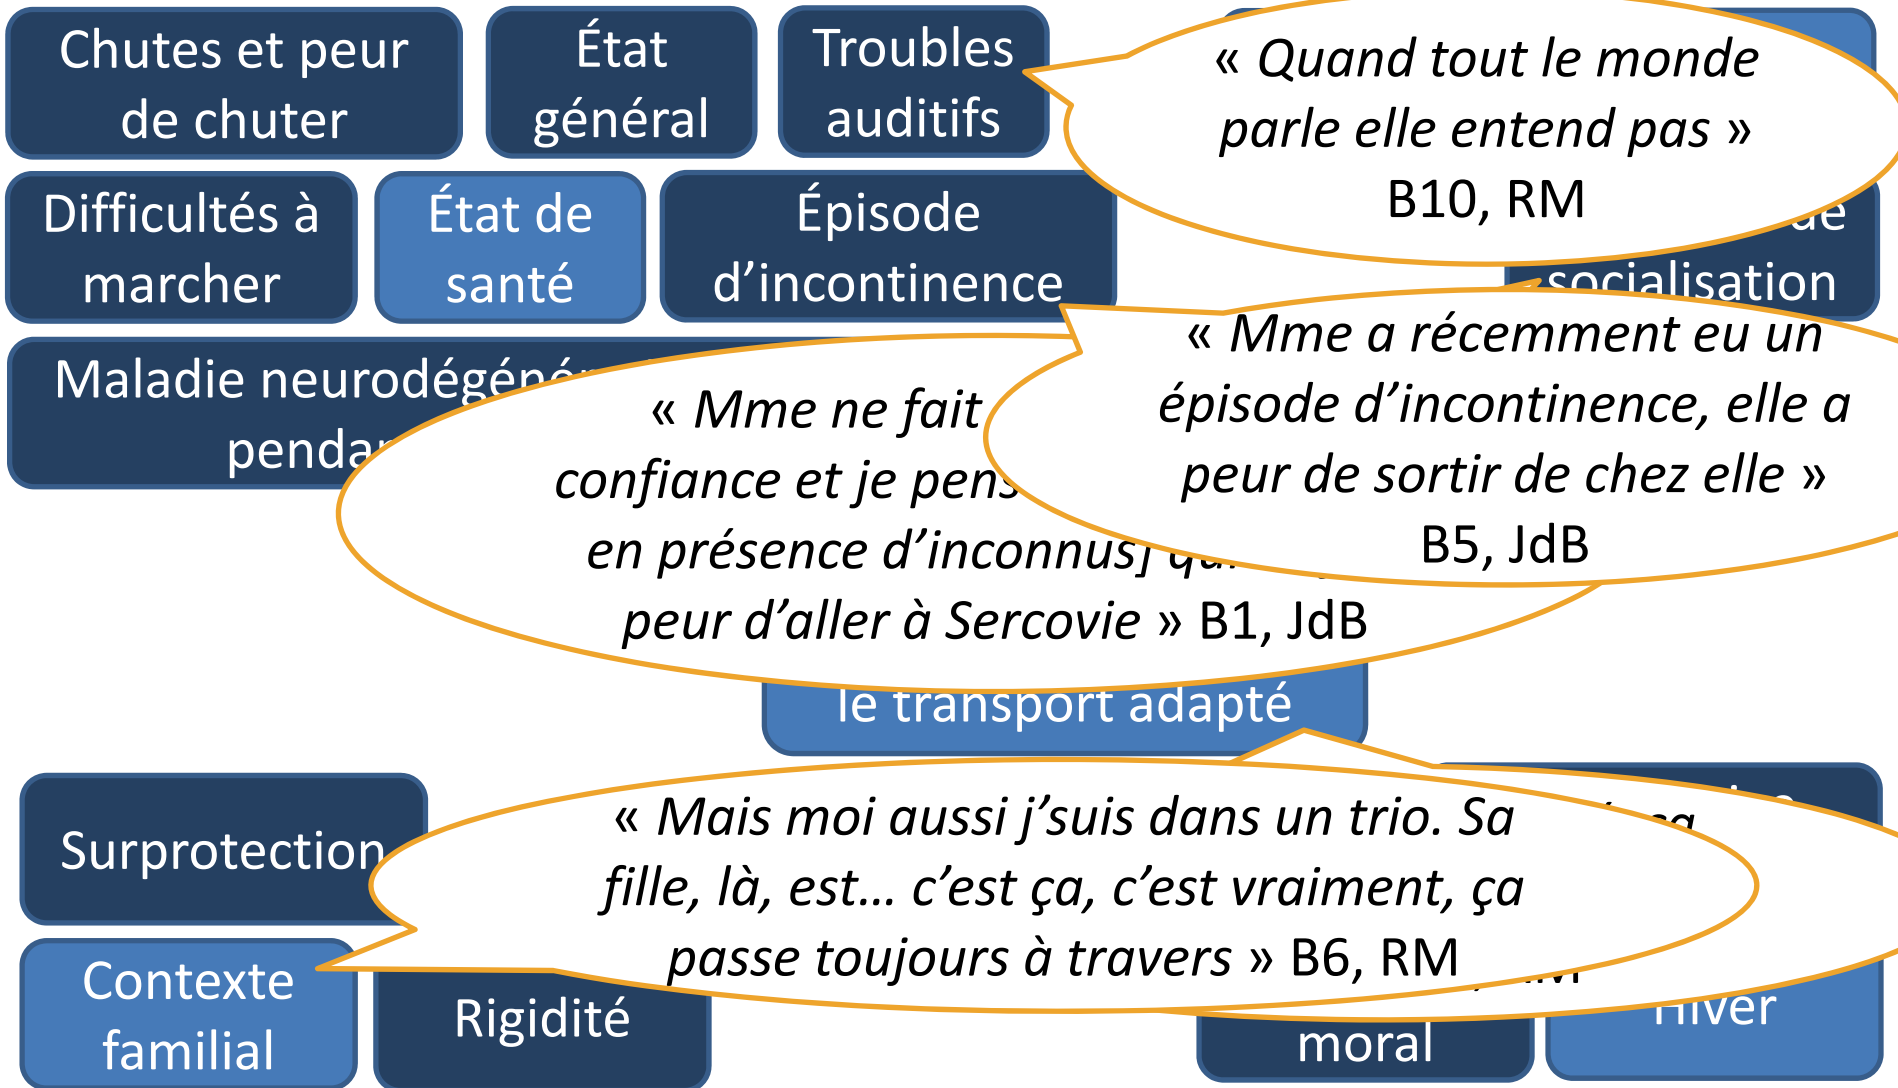 Chutes et peur
de chuter
État
général
Troubles
auditifs
« Quand tout le monde
parle elle entend pas »
B10, RM
Difficultés à
marcher
État de
santé
Épisode
d’incontinence
de
socialisation
« Mme a récemment eu un
épisode d’incontinence, elle a
peur de sortir de chez elle »
B5, JdB
Maladie
« Mme ne fait
confiance et je
en présence d’inconnus]
peur d’aller à Sercovie » B1, JdB
le transport adapté
Surprotection
« Mais moi aussi j’suis dans un trio. Sa
fille, là, est… c’est ça, c’est vraiment, ça
passe toujours à travers » B6, RM
Contexte
familial
Rigidité
moral
Hiver